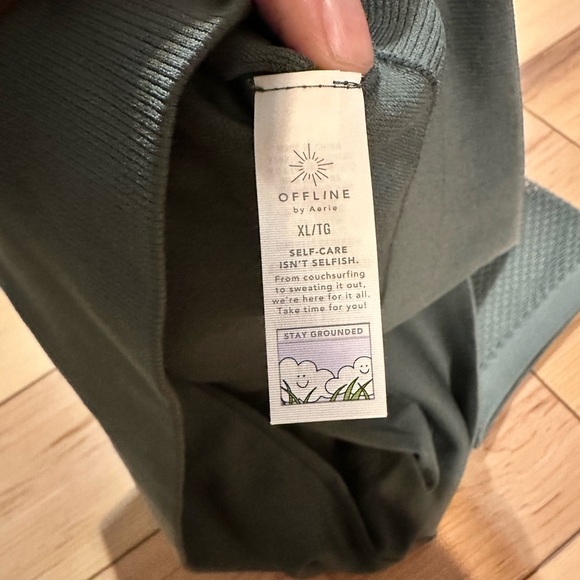 OFFLINE
by Aerie
XL/TG
SELF-CARE
ISN'T SELFISH.
From couchsurfing
to sweating it out,
we're here for it all.
Take time for you!
STAY GROUNDED